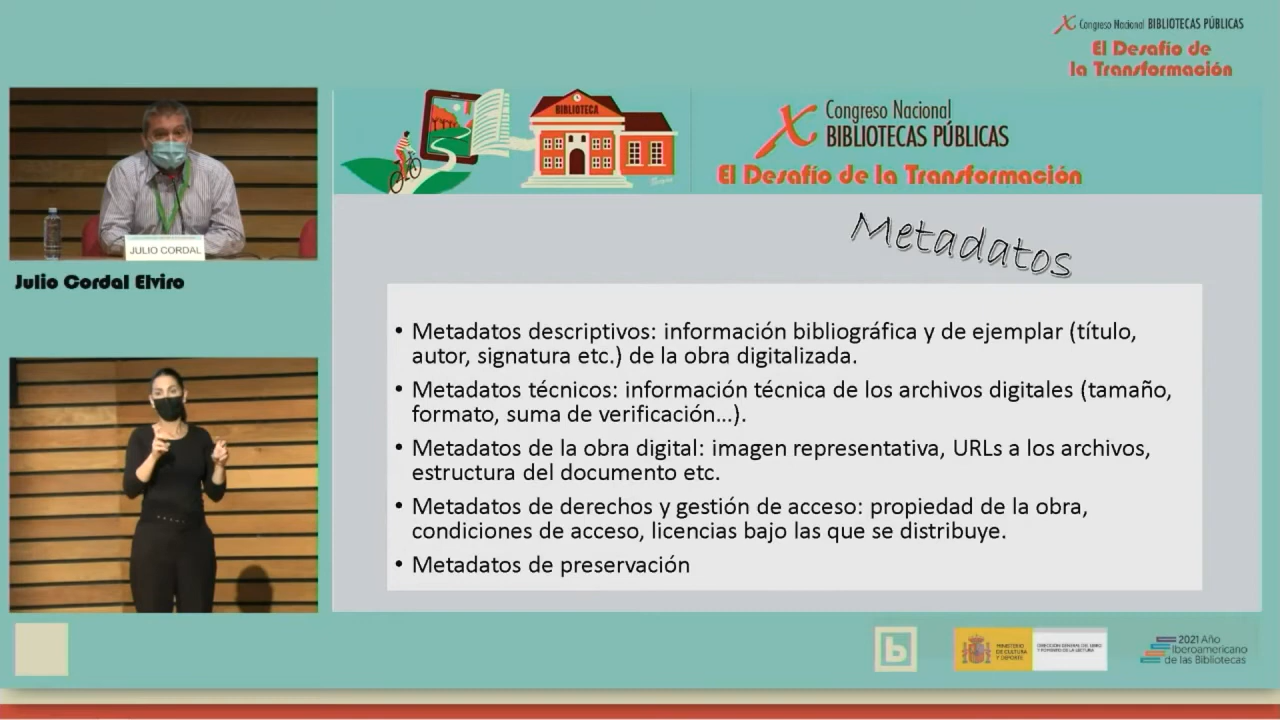 X Congreso Nacional BIBLIOTECAS PÚBLICAS
El Desafío de
la Transformación
BIBLIOTECA
X Congreso Nacional
BIBLIOTECAS PÚBLICAS
El Desafío de la Transformación
JULIO CORDAL
Julio Cordal Elviro
Metadatos
• Metadatos descriptivos: información bibliográfica y de ejemplar (título,
autor, signatura etc.) de la obra digitalizada.
• Metadatos técnicos: información técnica de los archivos digitales (tamaño,
formato, suma de verificación...).
• Metadatos de la obra digital: imagen representativa, URLs a los archivos,
estructura del documento etc.
• Metadatos de derechos y gestión de acceso: propiedad de la obra,
condiciones de acceso, licencias bajo las que se distribuye.
• Metadatos de preservación
b
MINISTERIO
DE CULTURA
Y DEPORTE
DIRECCIÓN GENERAL DEL LIBRO
Y FOMENTO DE LA LECTURA
2021 Año
Iberoamericano
de las Bibliotecas